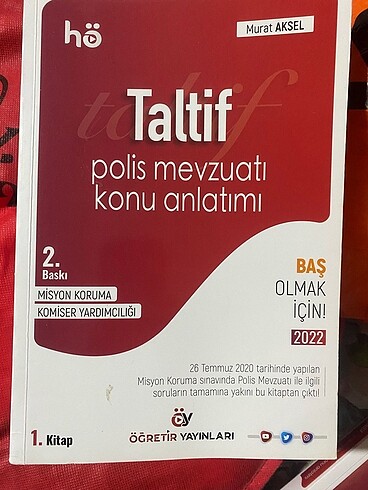 hö
Murat AKSEL
Taltif
polis mevzuatı
konu anlatımı
2.
Baskı
MİSYON KORUMA
KOMİSER YARDIMCILIĞI
BAŞ
OLMAK
İÇİN!
2022
26 Temmuz 2020 tarihinde yapılan
Misyon Koruma sınavında Polis Mevzuatı ile ilgili
soruların tamamına yakını bu kitaptan çıktı!
1. Kitap
öy
ÖĞRETİR YAYINLARI